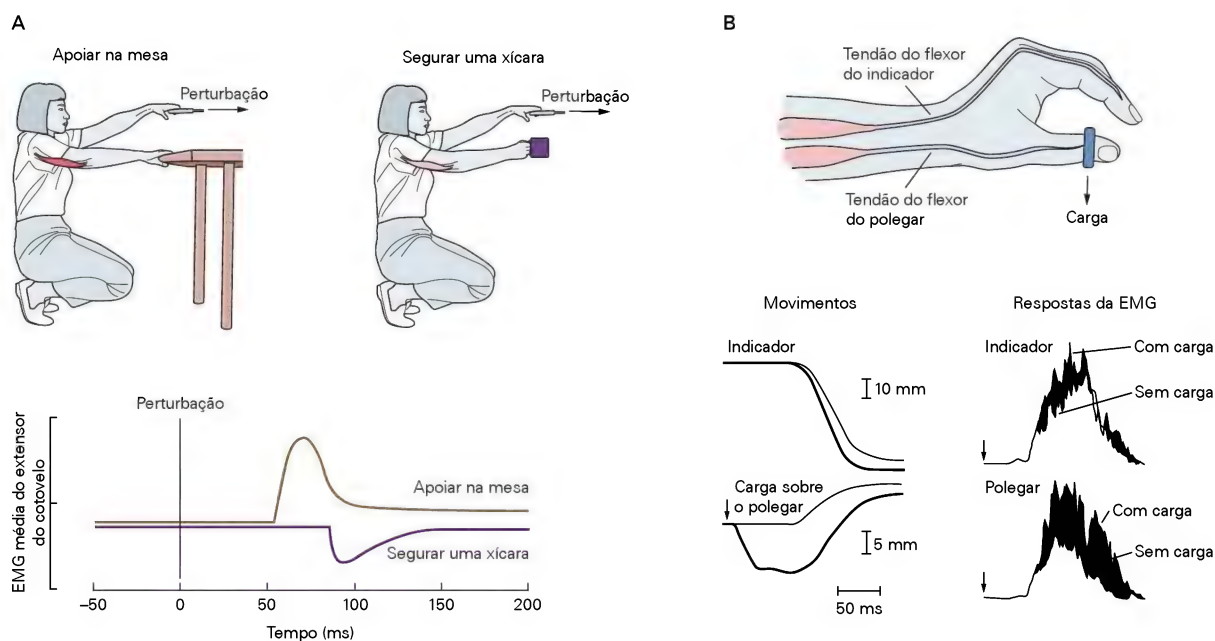 A
Apoiar na mesa
Segurar uma xícara
Perturbação
Perturbação
Perturbação
EMG média do extensor
do cotovelo
Apoiar na mesa
Segurar uma xícara
–50
0
50
100
150
200
Tempo (ms)
B
Tendão do flexor
do indicador
Tendão do flexor
do polegar
Carga
Movimentos
Respostas da EMG
Indicador
10 mm
Carga sobre
o polegar
5 mm
50 ms
Indicador
Com carga
Sem carga
Polegar
Com carga
Sem carga